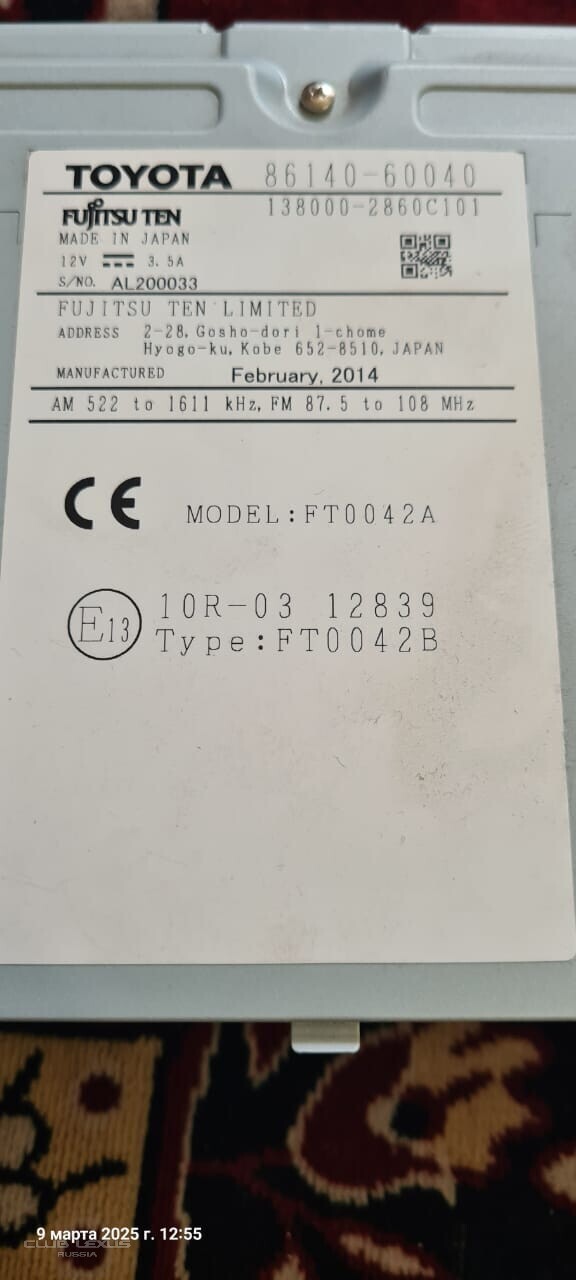 TOYOTA 86140-60040
FUJITSU TEN 138000-2860C101
MADE IN JAPAN
12V 3.5A
S/NO. AL200033
FUJITSU TEN LIMITED
ADDRESS 2-28, Gosho-dori 1-chome
Hyogo-ku, Kobe 652-8510, JAPAN
MANUFACTURED February, 2014
AM 522 to 1611 kHz, FM 87.5 to 108 MHz
CE MODEL:FT0042A
E13 10R-03 12839
Type:FT0042B
9 марта 2025 г. 12:55
CLUB LEXUS
RUSSIA